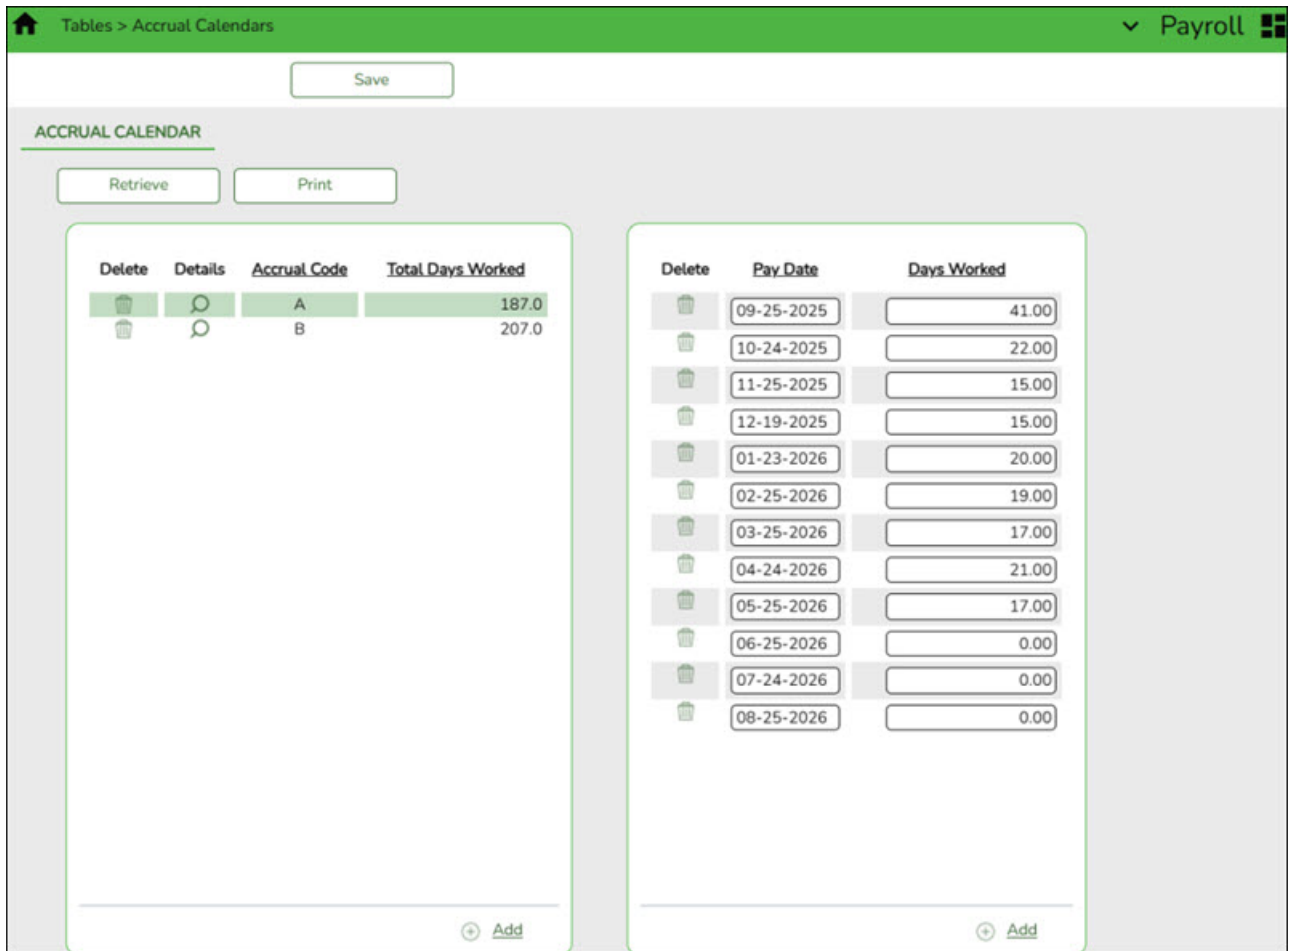 Tables > Accrual Calendars
Payroll
Save
ACCRUAL CALENDAR
Retrieve Print
Delete Details Accrual Code Total Days Worked
A 187.0
B 207.0
Add
Delete Pay Date Days Worked
09-25-2025 41.00
10-24-2025 22.00
11-25-2025 15.00
12-19-2025 15.00
01-23-2026 20.00
02-25-2026 19.00
03-25-2026 17.00
04-24-2026 21.00
05-25-2026 17.00
06-25-2026 0.00
07-24-2026 0.00
08-25-2026 0.00
Add